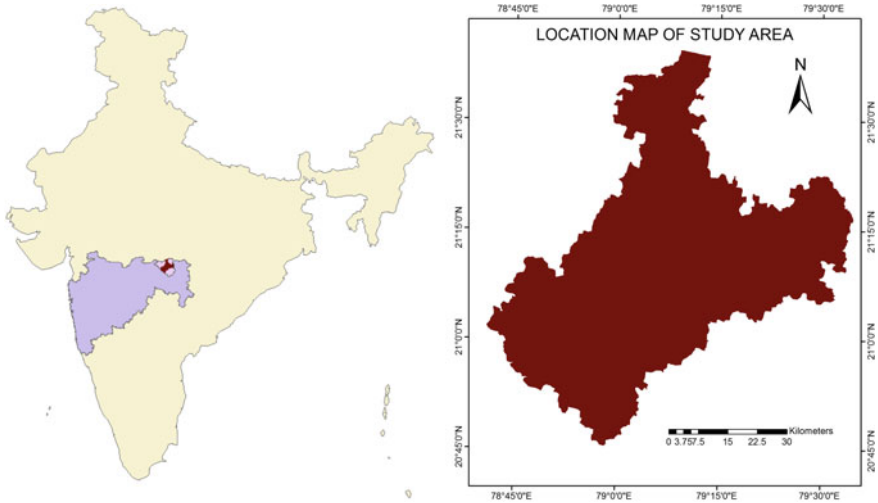 78°45'0"E 79°0'0"E 79°15'0"E 79°30'0"E
LOCATION MAP OF STUDY AREA
N
21°30'0"N 21°30'0"N
21°15'0"N 21°15'0"N
21°0'0"N 21°0'0"N
20°45'0"N 20°45'0"N
Kilometers
0 3.757.5 15 22.5 30
78°45'0"E 79°0'0"E 79°15'0"E 79°30'0"E